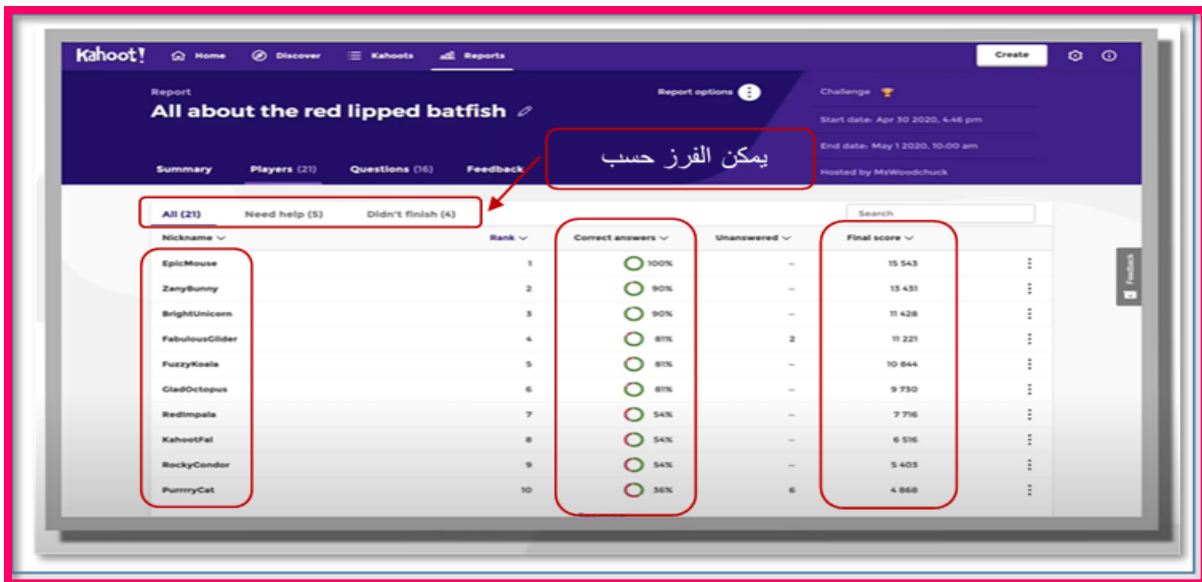 Kahoot! Home Discover Kahoots Reports Create
Report
Report options
All about the red lipped batfish
Challenge
Start date: Apr 30 2020, 4:46 pm
End date: May 1 2020, 10:00 am
Hosted by MsWoodchuck
يمكن الفرز حسب
Summary Players (21) Questions (16) Feedback
All (21) Need help (5) Didn't finish (4) Search
Nickname Rank Correct answers Unanswered Final score
EpicMouse 1 100% – 15 543
ZanyBunny 2 90% – 13 431
BrightUnicorn 3 90% – 11 428
FabulousGlider 4 81% 2 11 221
FuzzyKoala 5 81% – 10 844
GladOctopus 6 81% – 9 730
RedImpala 7 54% – 7 716
KahootFal 8 54% – 6 516
RockyCondor 9 54% – 5 403
PurrrryCat 10 36% 6 4 868
Feedback